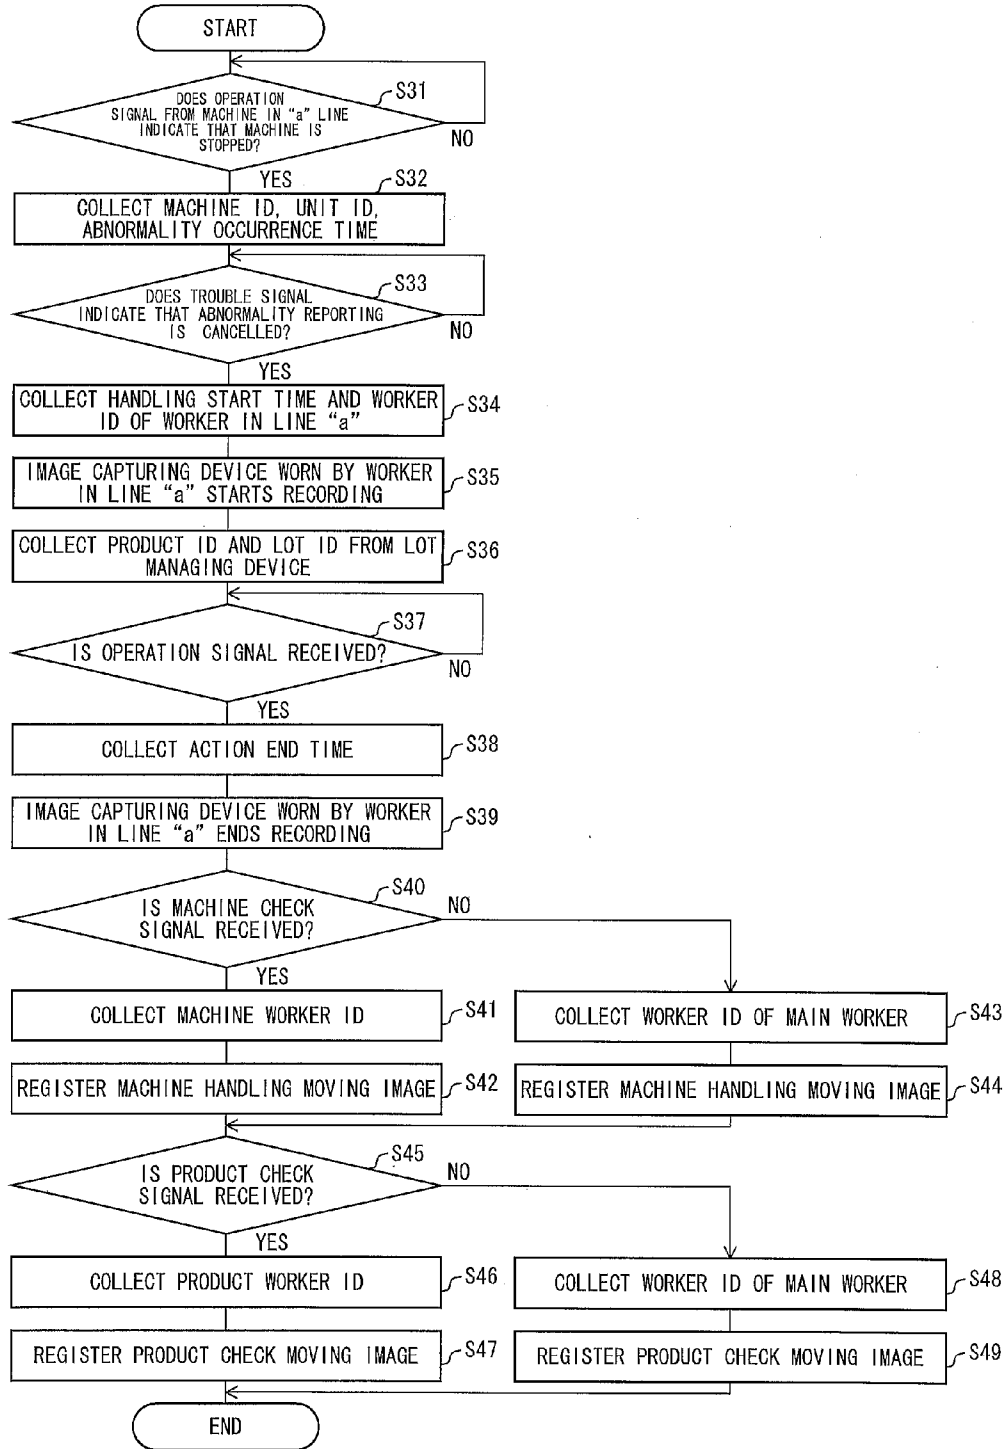 START
DOES OPERATION
SIGNAL FROM MACHINE IN “a” LINE
INDICATE THAT MACHINE IS
STOPPED?
S31
NO
YES
S32
COLLECT MACHINE ID, UNIT ID,
ABNORMALITY OCCURRENCE TIME
S33
DOES TROUBLE SIGNAL
INDICATE THAT ABNORMALITY REPORTING
IS CANCELLED?
NO
YES
COLLECT HANDLING START TIME AND WORKER
ID OF WORKER IN LINE “a”
S34
IMAGE CAPTURING DEVICE WORN BY WORKER
IN LINE “a” STARTS RECORDING
S35
COLLECT PRODUCT ID AND LOT ID FROM LOT
MANAGING DEVICE
S36
S37
IS OPERATION SIGNAL RECEIVED?
NO
YES
COLLECT ACTION END TIME
S38
IMAGE CAPTURING DEVICE WORN BY WORKER
IN LINE “a” ENDS RECORDING
S39
S40
IS MACHINE CHECK
SIGNAL RECEIVED?
NO
YES
COLLECT MACHINE WORKER ID
S41
COLLECT WORKER ID OF MAIN WORKER
S43
REGISTER MACHINE HANDLING MOVING IMAGE
S42
REGISTER MACHINE HANDLING MOVING IMAGE
S44
S45
IS PRODUCT CHECK
SIGNAL RECEIVED?
NO
YES
COLLECT PRODUCT WORKER ID
S46
COLLECT WORKER ID OF MAIN WORKER
S48
REGISTER PRODUCT CHECK MOVING IMAGE
S47
REGISTER PRODUCT CHECK MOVING IMAGE
S49
END